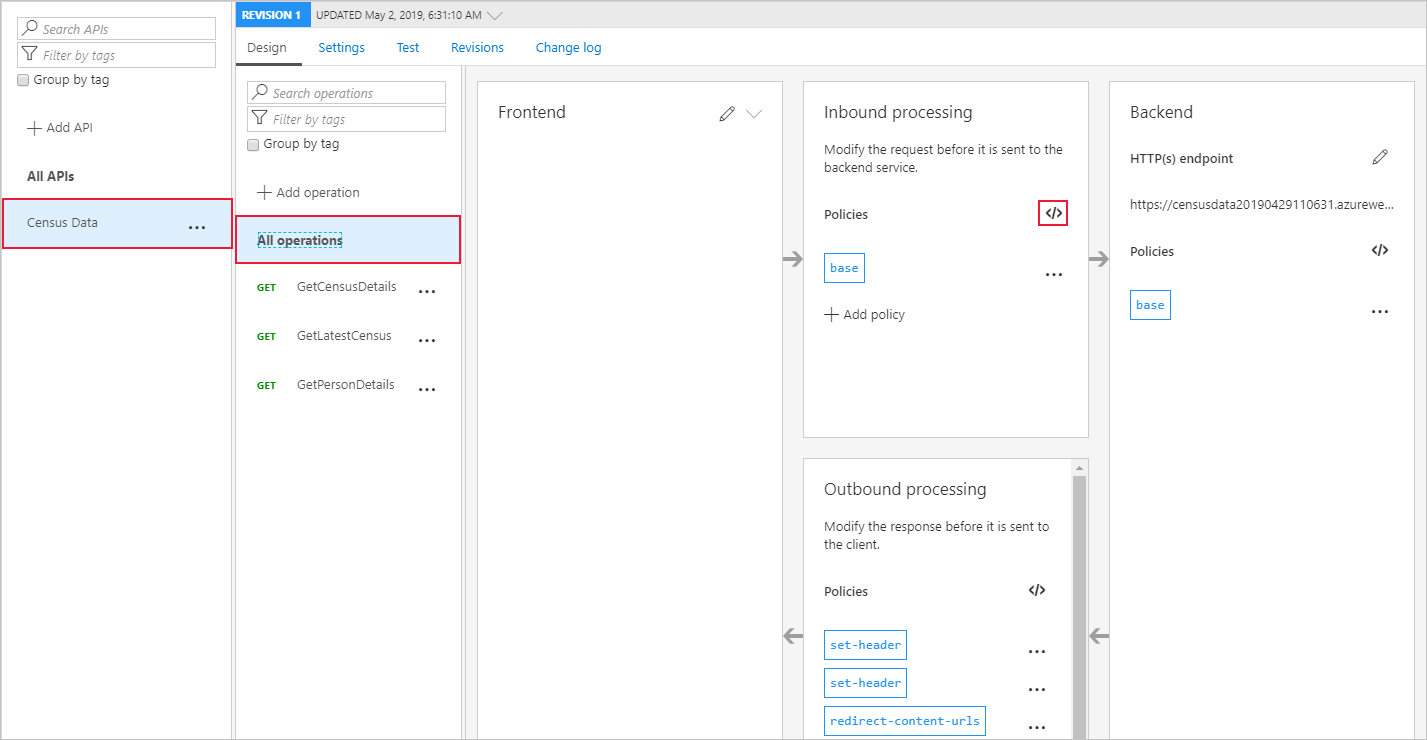 Search APIs
Filter by tags
Group by tag
Add API
All APIs
Census Data
...
REVISION 1 UPDATED May 2, 2019, 6:31:10 AM
Design Settings Test Revisions Change log
Search operations
Filter by tags
Group by tag
Add operation
All operations
GET GetCensusDetails ...
GET GetLatestCensus ...
GET GetPersonDetails ...
Frontend
Inbound processing
Modify the request before it is sent to the
backend service.
Policies </>
base ...
Add policy
Outbound processing
Modify the response before it is sent to
the client.
Policies </>
set-header ...
set-header ...
redirect-content-urls ...
Backend
HTTP(s) endpoint
https://censusdata20190429110631.azurewe...
Policies </>
base ...